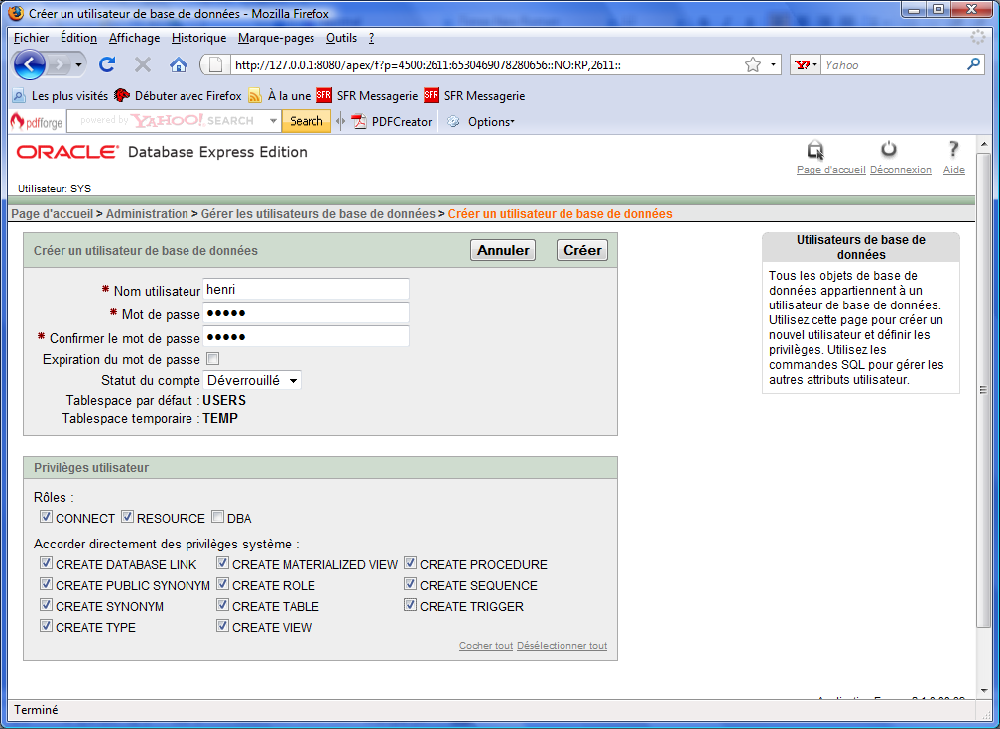 Créer un utilisateur de base de données - Mozilla Firefox
Fichier Édition Affichage Historique Marque-pages Outils ?
http://127.0.0.1:8080/apex/f?p=4500:2611:6530469078280656::NO:RP,2611::
Yahoo
Les plus visités Débuter avec Firefox À la une SFR SFR Messagerie SFR SFR Messagerie
pdfforge powered by YAHOO! SEARCH Search PDFCreator Options
ORACLE Database Express Edition
Page d'accueil Déconnexion Aide
Utilisateur: SYS
Page d'accueil > Administration > Gérer les utilisateurs de base de données > Créer un utilisateur de base de données
Créer un utilisateur de base de données Annuler Créer
* Nom utilisateur henri
* Mot de passe •••••
* Confirmer le mot de passe •••••
Expiration du mot de passe
Statut du compte Déverrouillé
Tablespace par défaut : USERS
Tablespace temporaire : TEMP
Utilisateurs de base de
données
Tous les objets de base de
données appartiennent à un
utilisateur de base de données.
Utilisez cette page pour créer un
nouvel utilisateur et définir les
privilèges. Utilisez les
commandes SQL pour gérer les
autres attributs utilisateur.
Privilèges utilisateur
Rôles :
CONNECT RESOURCE DBA
Accorder directement des privilèges système :
CREATE DATABASE LINK CREATE MATERIALIZED VIEW CREATE PROCEDURE
CREATE PUBLIC SYNONYM CREATE ROLE CREATE SEQUENCE
CREATE SYNONYM CREATE TABLE CREATE TRIGGER
CREATE TYPE CREATE VIEW
Cocher tout Désélectionner tout
Terminé